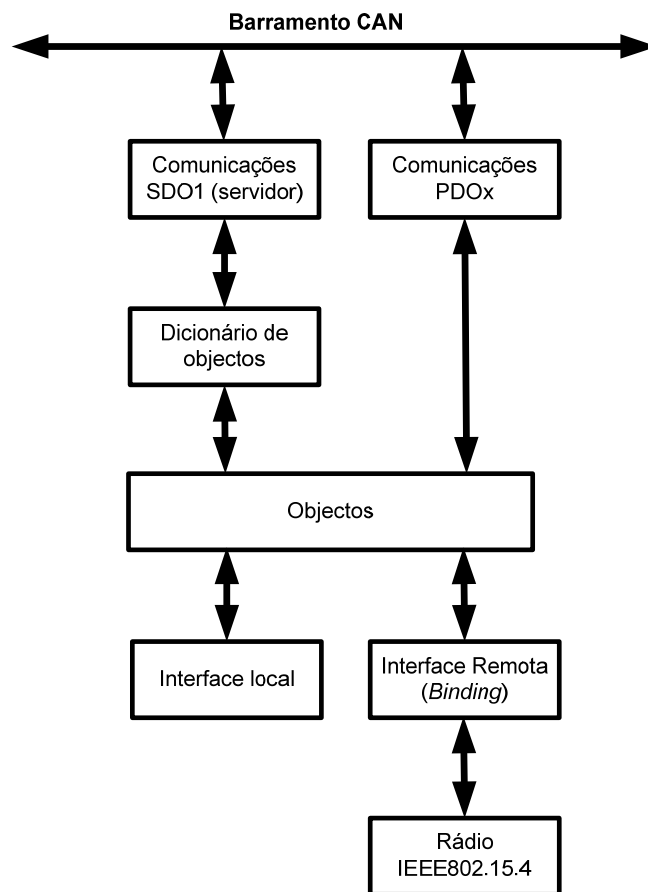 Barramento CAN
Comunicações
SDO1 (servidor)
Comunicações
PDOx
Dicionário de
objectos
Objectos
Interface local
Interface Remota
(Binding)
Rádio
IEEE802.15.4